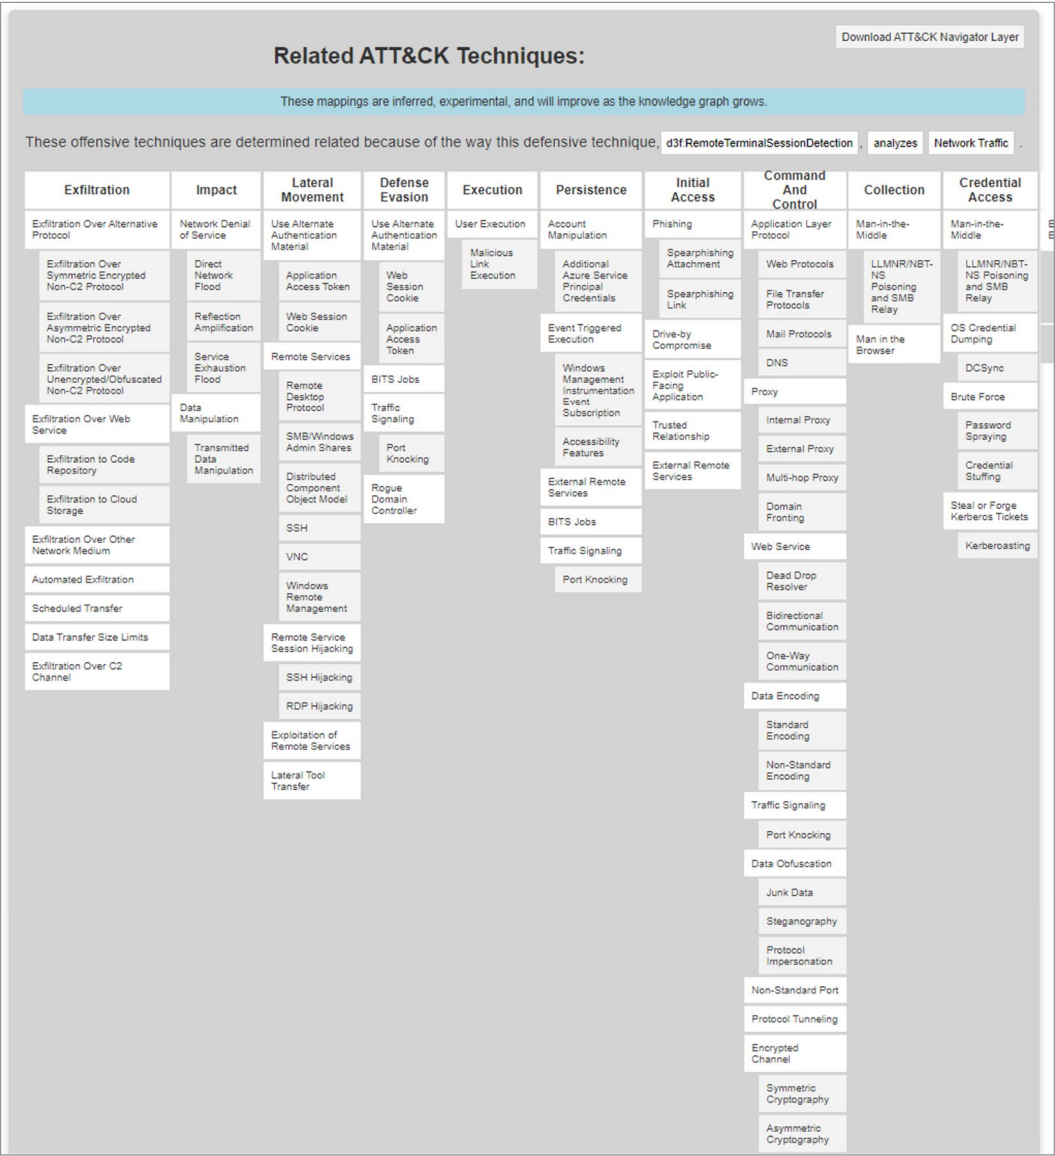 Download ATT&CK Navigator Layer
Related ATT&CK Techniques:
These mappings are inferred, experimental, and will improve as the knowledge graph grows.
These offensive techniques are determined related because of the way this defensive technique, d3f:RemoteTerminalSessionDetection , analyzes Network Traffic .
Exfiltration
Exfiltration Over Alternative
Protocol
Exfiltration Over
Symmetric Encrypted
Non-C2 Protocol
Exfiltration Over
Asymmetric Encrypted
Non-C2 Protocol
Exfiltration Over
Unencrypted/Obfuscated
Non-C2 Protocol
Exfiltration Over Web
Service
Exfiltration to Code
Repository
Exfiltration to Cloud
Storage
Exfiltration Over Other
Network Medium
Automated Exfiltration
Scheduled Transfer
Data Transfer Size Limits
Exfiltration Over C2
Channel
Impact
Network Denial
of Service
Direct
Network
Flood
Reflection
Amplification
Service
Exhaustion
Flood
Data
Manipulation
Transmitted
Data
Manipulation
Lateral
Movement
Use Alternate
Authentication
Material
Application
Access Token
Web Session
Cookie
Remote Services
Remote
Desktop
Protocol
SMB/Windows
Admin Shares
Distributed
Component
Object Model
SSH
VNC
Windows
Remote
Management
Remote Service
Session Hijacking
SSH Hijacking
RDP Hijacking
Exploitation of
Remote Services
Lateral Tool
Transfer
Defense
Evasion
Use Alternate
Authentication
Material
Web
Session
Cookie
Application
Access
Token
BITS Jobs
Traffic
Signaling
Port
Knocking
Rogue
Domain
Controller
Execution
User Execution
Malicious
Link
Execution
Persistence
Account
Manipulation
Additional
Azure Service
Principal
Credentials
Event Triggered
Execution
Windows
Management
Instrumentation
Event
Subscription
Accessibility
Features
External Remote
Services
BITS Jobs
Traffic Signaling
Port Knocking
Initial
Access
Phishing
Spearphishing
Attachment
Spearphishing
Link
Drive-by
Compromise
Exploit Public-
Facing
Application
Trusted
Relationship
External Remote
Services
Command
And
Control
Application Layer
Protocol
Web Protocols
File Transfer
Protocols
Mail Protocols
DNS
Proxy
Internal Proxy
External Proxy
Multi-hop Proxy
Domain
Fronting
Web Service
Dead Drop
Resolver
Bidirectional
Communication
One-Way
Communication
Data Encoding
Standard
Encoding
Non-Standard
Encoding
Traffic Signaling
Port Knocking
Data Obfuscation
Junk Data
Steganography
Protocol
Impersonation
Non-Standard Port
Protocol Tunneling
Encrypted
Channel
Symmetric
Cryptography
Asymmetric
Cryptography
Collection
Man-in-the-
Middle
LLMNR/NBT-
NS
Poisoning
and SMB
Relay
Man in the
Browser
Credential
Access
Man-in-the-
Middle
LLMNR/NBT-
NS Poisoning
and SMB
Relay
OS Credential
Dumping
DCSync
Brute Force
Password
Spraying
Credential
Stuffing
Steal or Forge
Kerberos Tickets
Kerberoasting